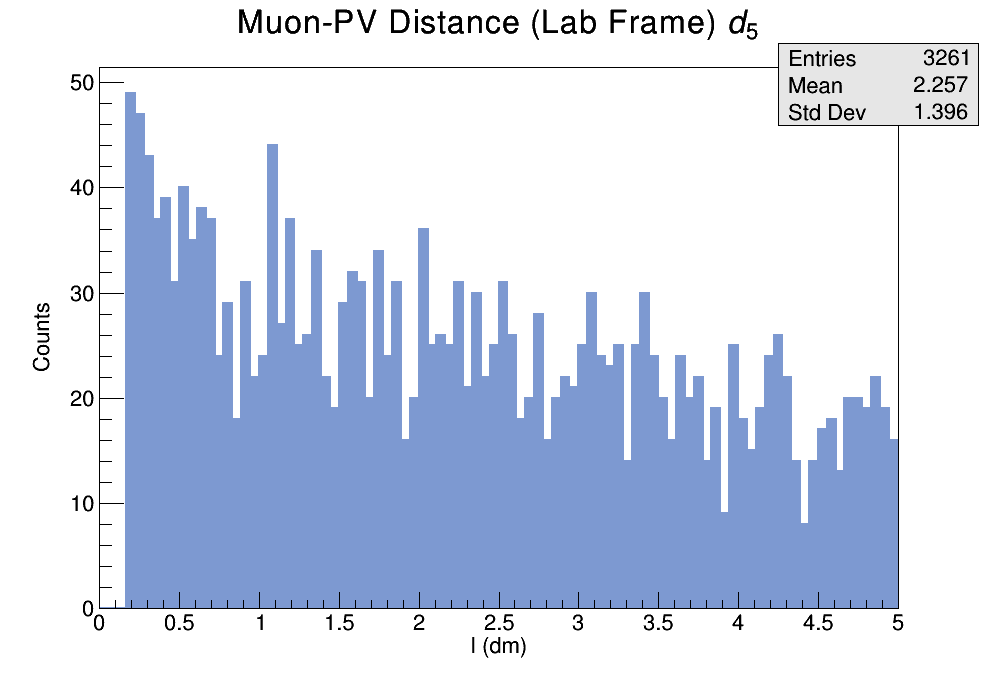 Muon-PV Distance (Lab Frame) d5
Entries 3261
Mean 2.257
Std Dev 1.396
50
40
30
20
10
0
Counts
0 0.5 1 1.5 2 2.5 3 3.5 4 4.5 5
l (dm)